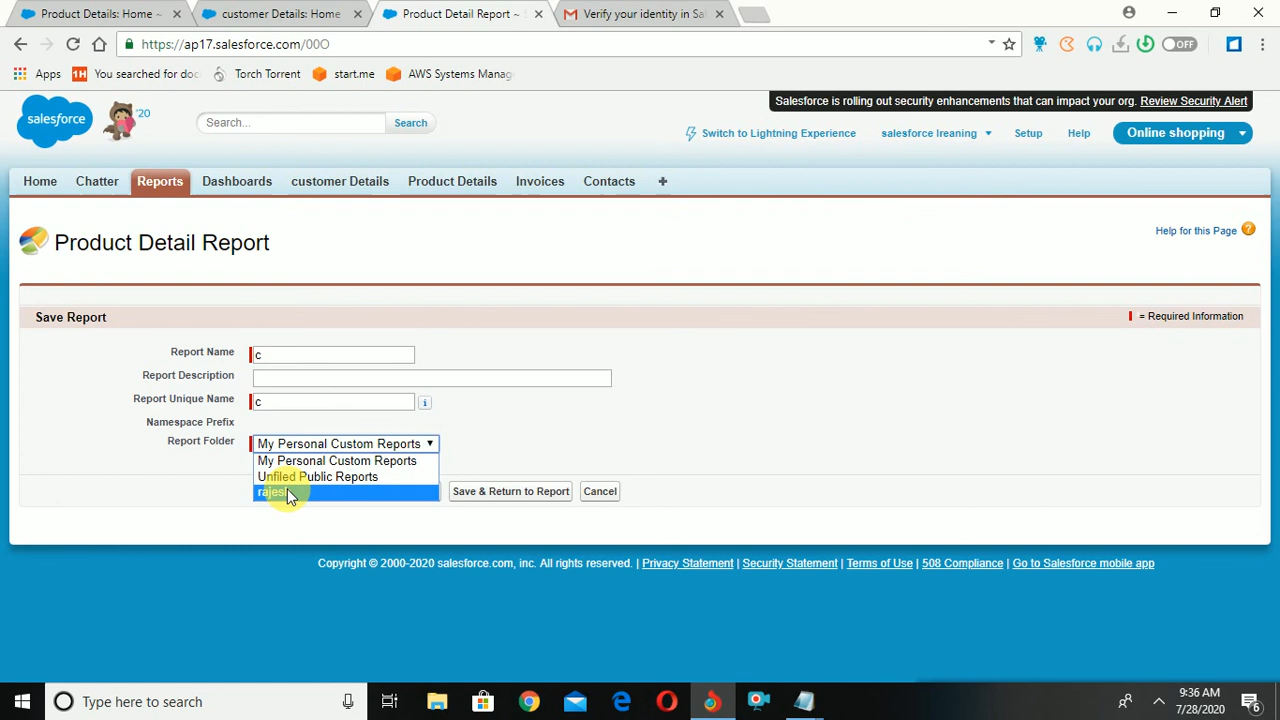 Product Details: Home ~
customer Details: Home
Product Detail Report ~
Verify your identity in Sa
https://ap17.salesforce.com/00O
OFF
Apps
1H
You searched for doc
Torch Torrent
start.me
AWS Systems Manag
salesforce
'20
Search...
Search
Salesforce is rolling out security enhancements that can impact your org. Review Security Alert
Switch to Lightning Experience
salesforce lreaning
Setup
Help
Online shopping
Home
Chatter
Reports
Dashboards
customer Details
Product Details
Invoices
Contacts
+
Product Detail Report
Help for this Page
?
Save Report
= Required Information
Report Name
c
Report Description
Report Unique Name
c
i
Namespace Prefix
Report Folder
My Personal Custom Reports
My Personal Custom Reports
Unfiled Public Reports
Save & Return to Report
Cancel
Copyright © 2000-2020 salesforce.com, inc. All rights reserved. | Privacy Statement | Security Statement | Terms of Use | 508 Compliance | Go to Salesforce mobile app
Type here to search
9:36 AM
7/28/2020
6